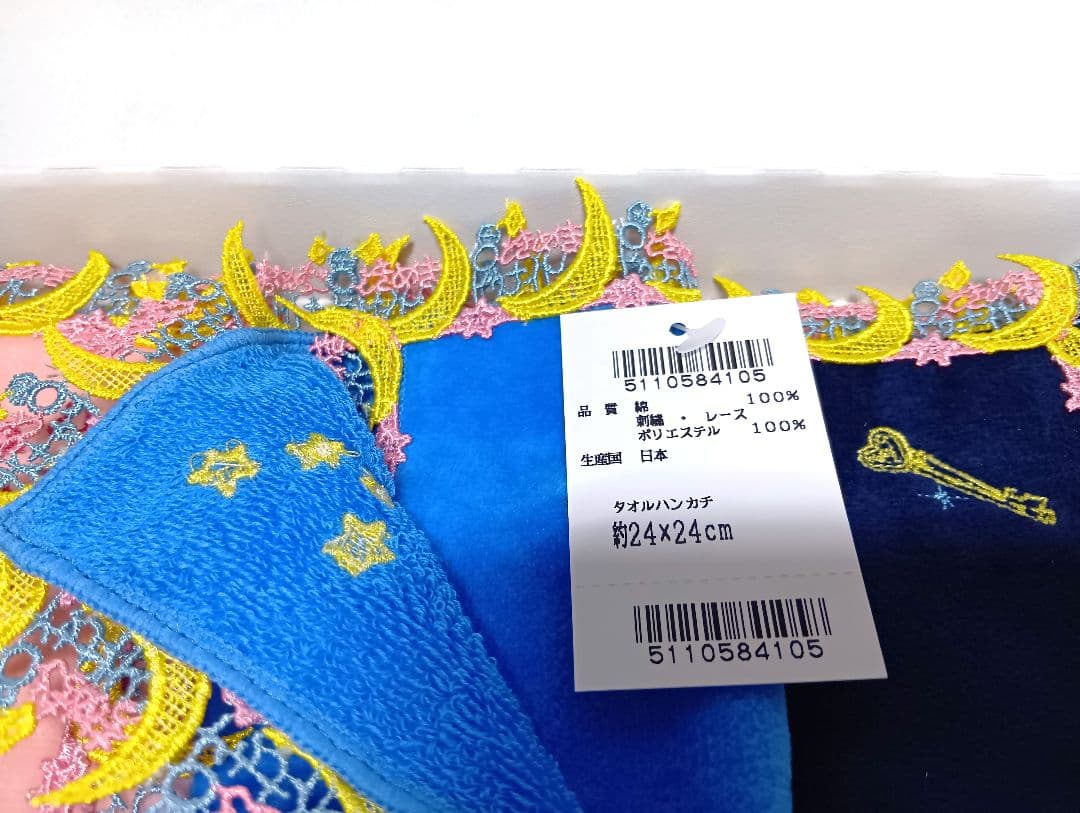 5110584105
品 質 綿 100%
刺繍 ・ レース
ポリエステル 100%
生産国 日本
タオルハンカチ
約24×24cm
5110584105